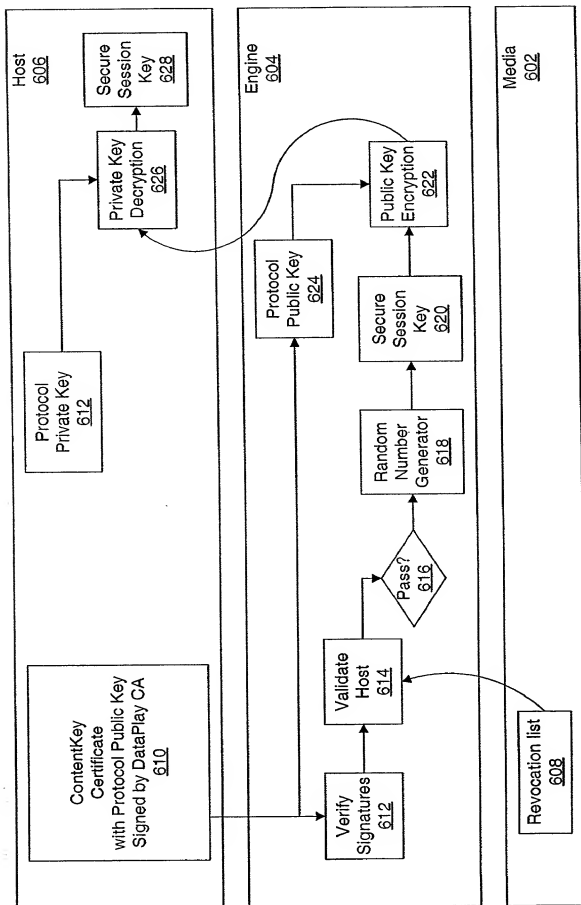 Host
606
ContentKey
Certificate
with Protocol Public Key
Signed by DataPlay CA
610
Protocol
Private Key
612
Private Key
Decryption
626
Secure
Session
Key
628
Engine
604
Verify
Signatures
612
Validate
Host
614
Pass?
616
Random
Number
Generator
618
Secure
Session
Key
620
Protocol
Public Key
624
Public Key
Encryption
622
Media
602
Revocation list
608